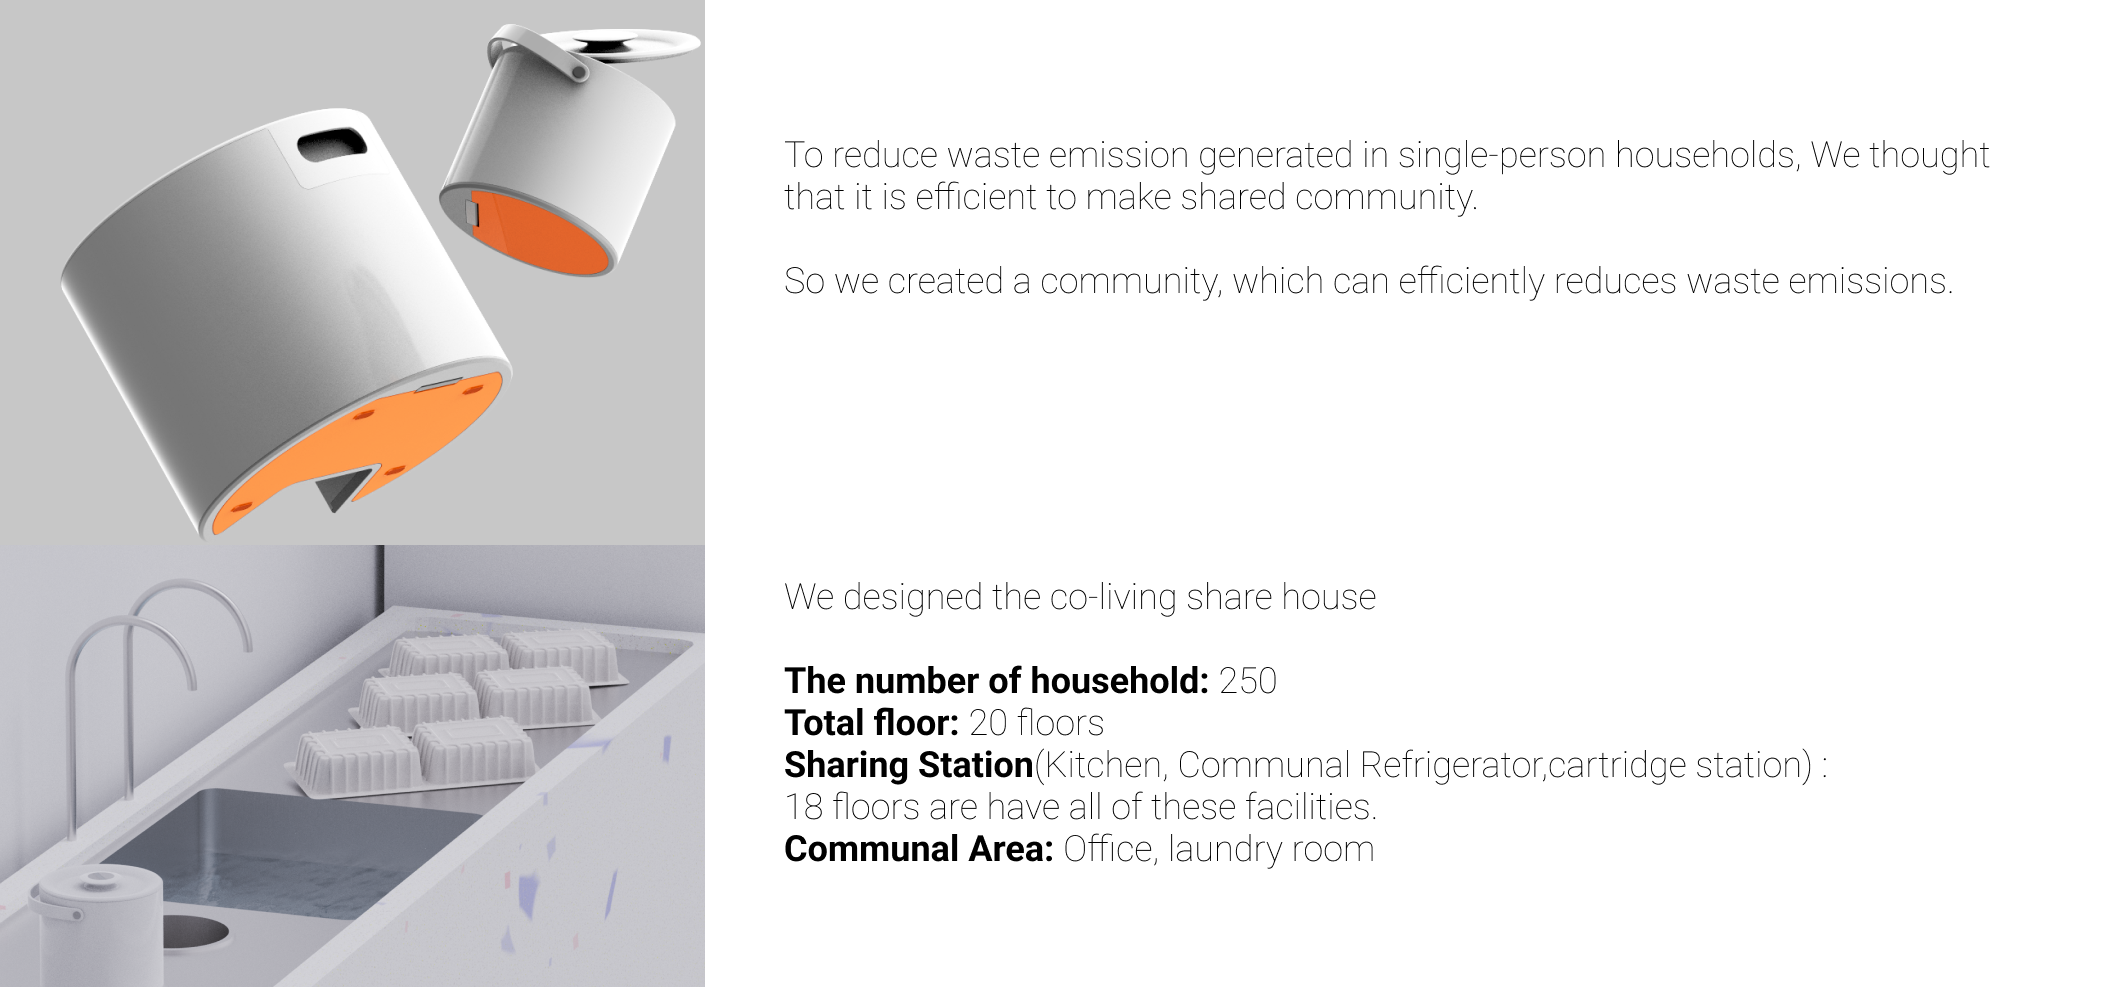 To reduce waste emission generated in single-person households, We thought
that it is efficient to make shared community.
So we created a community, which can efficiently reduces waste emissions.
We designed the co-living share house
The number of household: 250
Total floor: 20 floors
Sharing Station(Kitchen, Communal Refrigerator,cartridge station) :
18 floors are have all of these facilities.
Communal Area: Office, laundry room